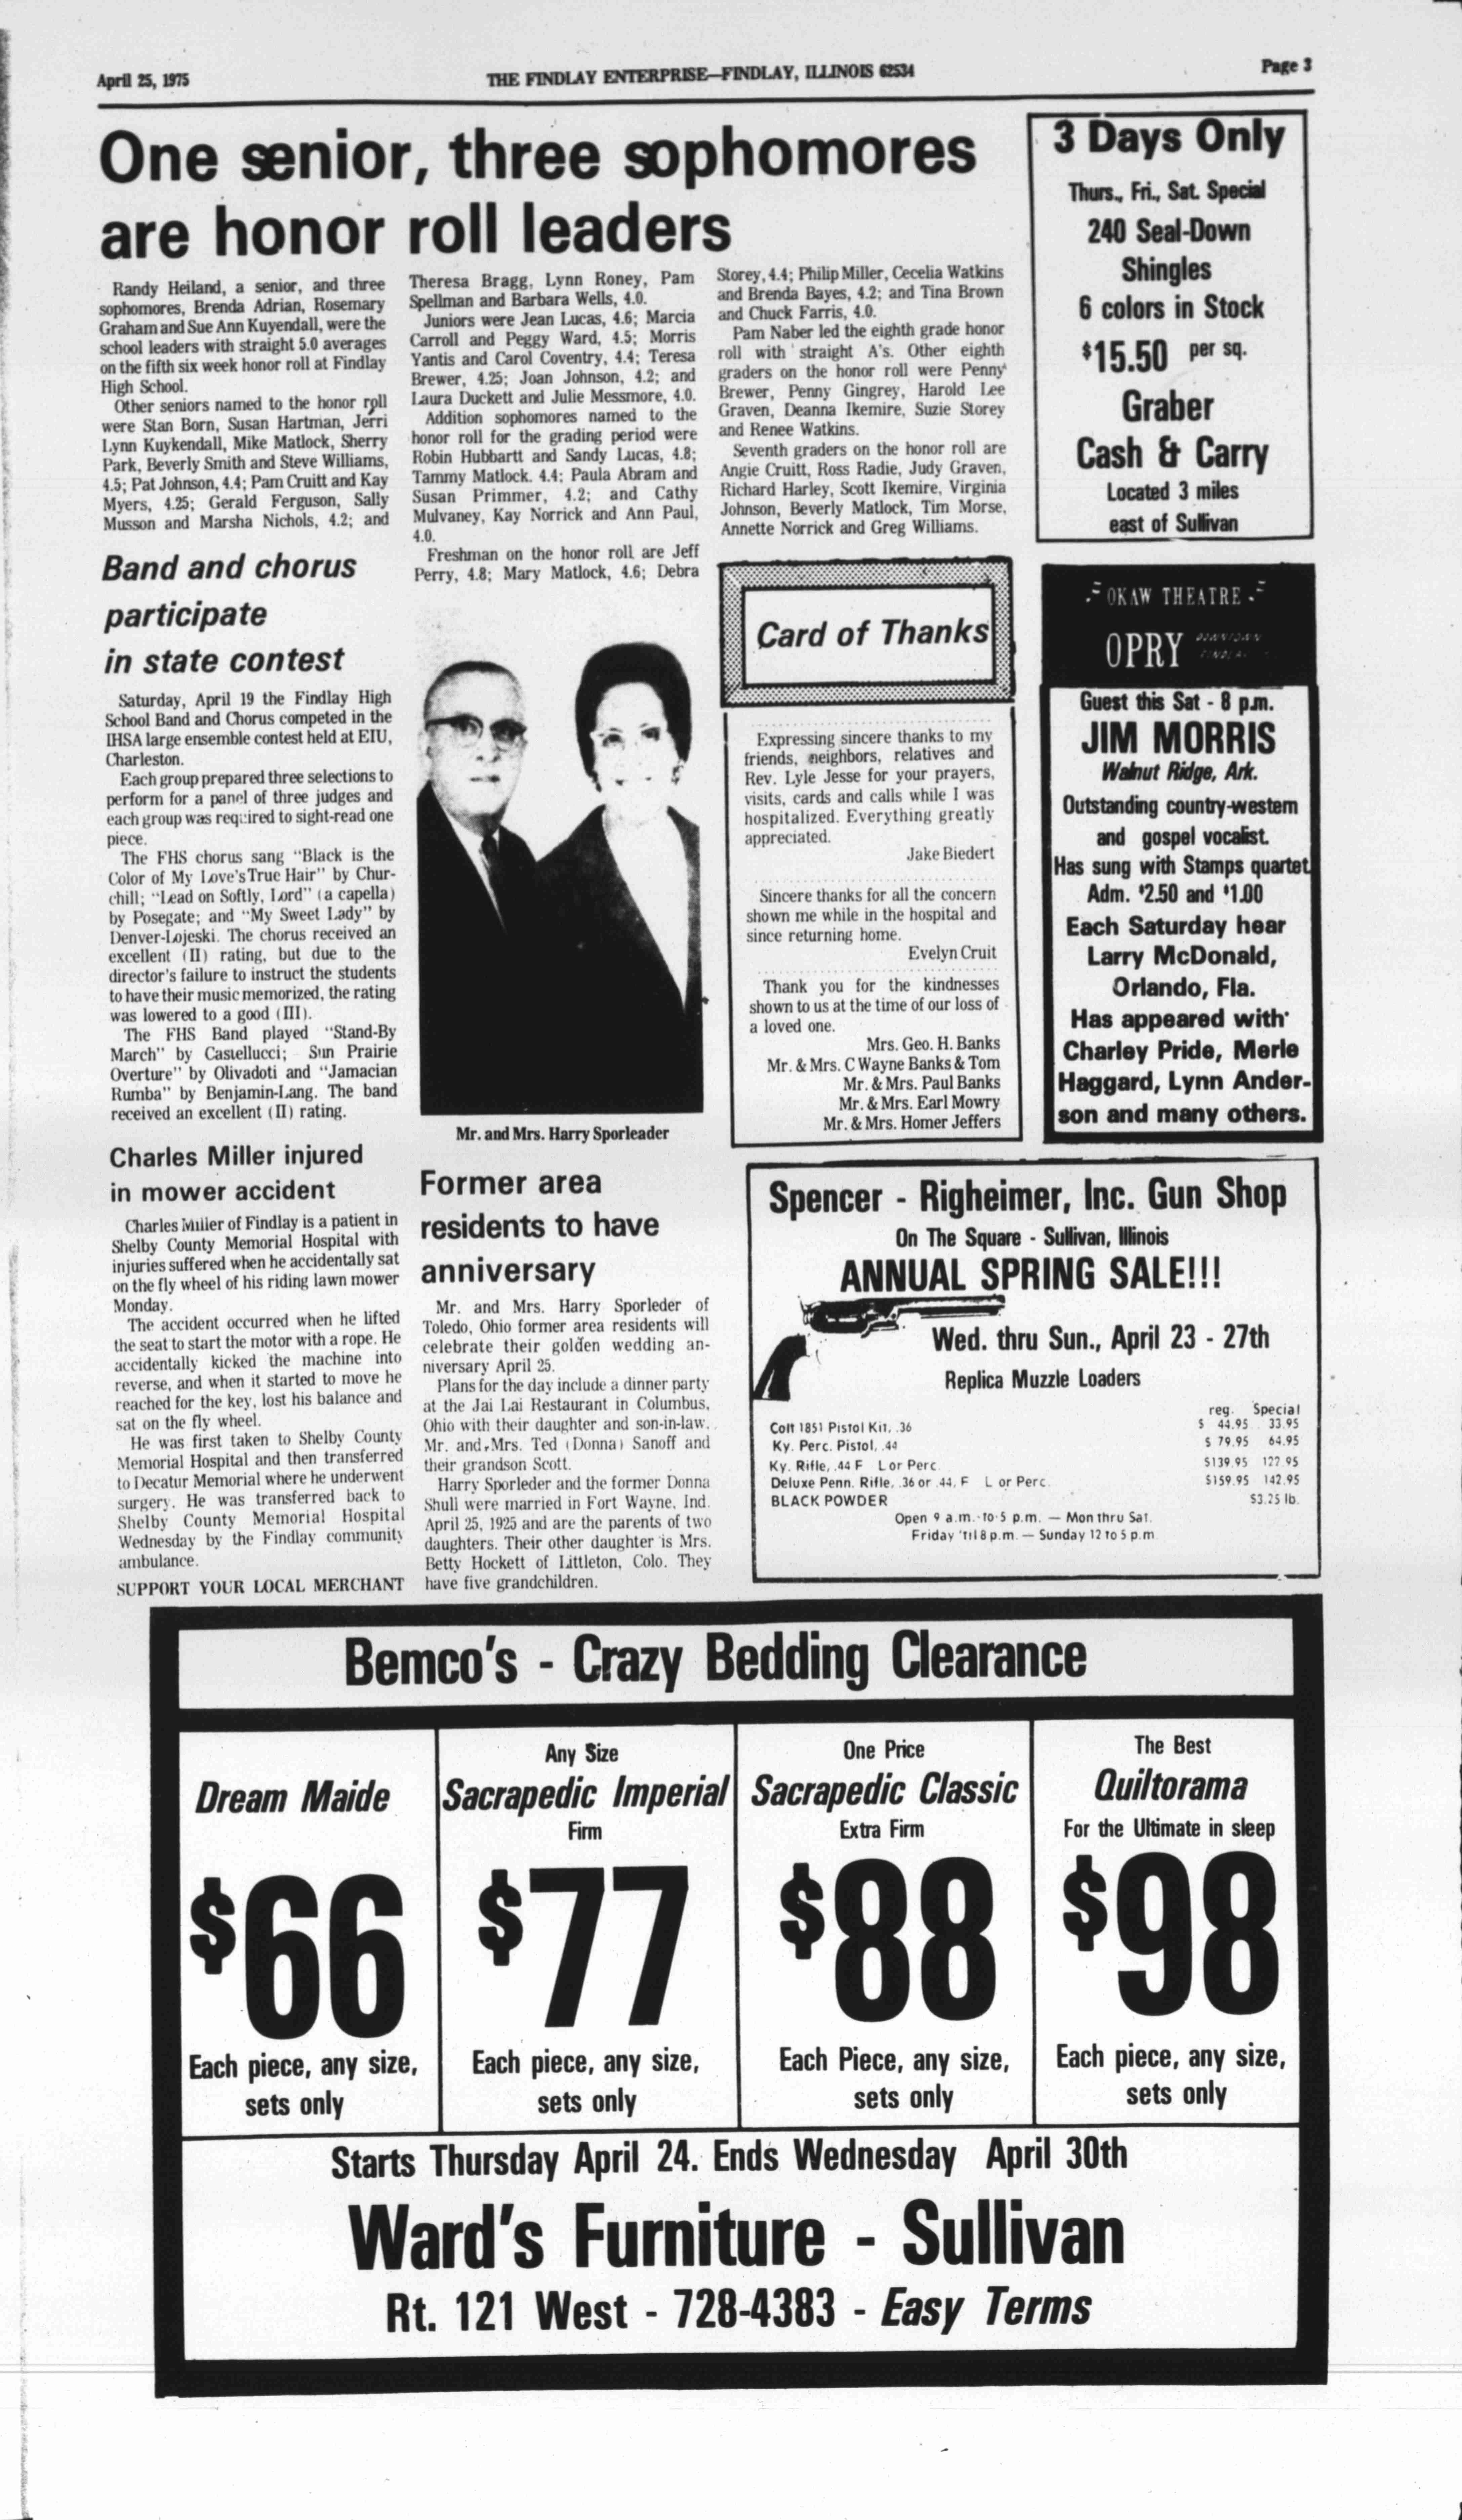 April 25, 1975
THE FINDLAY ENTERPRISE—FINDLAY, ILLINOIS 62534
Page 3
One senior, three sophomores
are honor roll leaders
Randy Heiland, a senior, and three
sophomores, Brenda Adrian, Rosemary
Graham and Sue Ann Kuyendall, were the
school leaders with straight 5.0 averages
on the fifth six week honor roll at Findlay
High School.
Other seniors named to the honor roll
were Stan Born, Susan Hartman, Jerri
Lynn Kuykendall, Mike Matlock, Sherry
Park, Beverly Smith and Steve Williams,
4.5; Pat Johnson, 4.4; Pam Cruitt and Kay
Myers, 4.25; Gerald Ferguson, Sally
Musson and Marsha Nichols, 4.2; and
Theresa Bragg, Lynn Roney, Pam
Spellman and Barbara Wells, 4.0.
Juniors were Jean Lucas, 4.6; Marcia
Carroll and Peggy Ward, 4.5; Morris
Yantis and Carol Coventry, 4.4; Teresa
Brewer, 4.25; Joan Johnson, 4.2; and
Laura Duckett and Julie Messmore, 4.0.
Addition sophomores named to the
honor roll for the grading period were
Robin Hubbartt and Sandy Lucas, 4.8;
Tammy Matlock. 4.4; Paula Abram and
Susan Primmer, 4.2; and Cathy
Mulvaney, Kay Norrick and Ann Paul,
4.0.
Freshman on the honor roll are Jeff
Perry, 4.8; Mary Matlock, 4.6; Debra
Storey, 4.4; Philip Miller, Cecelia Watkins
and Brenda Bayes, 4.2; and Tina Brown
and Chuck Farris, 4.0.
Pam Naber led the eighth grade honor
roll with straight A's. Other eighth
graders on the honor roll were Penny
Brewer, Penny Gingrey, Harold Lee
Graven, Deanna Ikemire, Suzie Storey
and Renee Watkins.
Seventh graders on the honor roll are
Angie Cruitt, Ross Radie, Judy Graven,
Richard Harley, Scott Ikemire, Virginia
Johnson, Beverly Matlock, Tim Morse,
Annette Norrick and Greg Williams.
Band and chorus
participate
in state contest
Saturday, April 19 the Findlay High
School Band and Chorus competed in the
IHSA large ensemble contest held at EIU,
Charleston.
Each group prepared three selections to
perform for a panel of three judges and
each group was required to sight-read one
piece.
The FHS chorus sang "Black is the
Color of My Love's True Hair" by Chur-
chill; "Lead on Softly, Lord" (a capella)
by Posegate; and "My Sweet Lady" by
Denver-Lojeski. The chorus received an
excellent (II) rating, but due to the
director's failure to instruct the students
to have their music memorized, the rating
was lowered to a good (III).
The FHS Band played "Stand-By
March" by Castellucci; Sun Prairie
Overture" by Olivadoti and "Jamacian
Rumba" by Benjamin-Lang. The band
received an excellent (II) rating.
Charles Miller injured
in mower accident
Charles Miller of Findlay is a patient in
Shelby County Memorial Hospital with
injuries suffered when he accidentally sat
on the fly wheel of his riding lawn mower
Monday.
The accident occurred when he lifted
the seat to start the motor with a rope. He
accidentally kicked the machine into
reverse, and when it started to move he
reached for the key, lost his balance and
sat on the fly wheel.
He was first taken to Shelby County
Memorial Hospital and then transferred
to Decatur Memorial where he underwent
surgery. He was transferred back to
Shelby County Memorial Hospital
Wednesday by the Findlay community
ambulance.
SUPPORT YOUR LOCAL MERCHANT
Mr. and Mrs. Harry Sporleader
Former area
residents to have
anniversary
Mr. and Mrs. Harry Sporleder of
Toledo, Ohio former area residents will
celebrate their golden wedding an-
niversary April 25.
Plans for the day include a dinner party
at the Jai Lai Restaurant in Columbus,
Ohio with their daughter and son-in-law.
Mr. and Mrs. Ted (Donna) Sanoff and
their grandson Scott.
Harry Sporleder and the former Donna
Shull were married in Fort Wayne, Ind.
April 25, 1925 and are the parents of two
daughters. Their other daughter is Mrs.
Betty Hockett of Littleton, Colo. They
have five grandchildren.
Card of Thanks
Expressing sincere thanks to my
friends, neighbors, relatives and
Rev. Lyle Jesse for your prayers,
visits, cards and calls while I was
hospitalized. Everything greatly
appreciated.
Jake Biedert
Sincere thanks for all the concern
shown me while in the hospital and
since returning home.
Evelyn Cruit
Thank you for the kindnesses
shown to us at the time of our loss of
a loved one.
Mrs. Geo. H. Banks
Mr. & Mrs. C Wayne Banks & Tom
Mr. & Mrs. Paul Banks
Mr. & Mrs. Earl Mowry
Mr. & Mrs. Homer Jeffers
3 Days Only
Thurs., Fri., Sat. Special
240 Seal-Down
Shingles
6 colors in Stock
$15.50 per sq.
Graber
Cash & Carry
Located 3 miles
east of Sullivan
OKAW THEATRE
OPRY
Guest this Sat - 8 p.m.
JIM MORRIS
Walnut Ridge, Ark.
Outstanding country-western
and gospel vocalist.
Has sung with Stamps quartet
Adm. $2.50 and $1.00
Each Saturday hear
Larry McDonald,
Orlando, Fla.
Has appeared with
Charley Pride, Merle
Haggard, Lynn Ander-
son and many others.
Spencer - Righeimer, Inc. Gun Shop
On The Square - Sullivan, Illinois
ANNUAL SPRING SALE!!!
Wed. thru Sun., April 23 - 27th
Replica Muzzle Loaders
reg. Special
Colt 1851 Pistol Kit, .36 $ 44.95 33.95
Ky. Perc. Pistol, .44 $ 79.95 64.95
Ky. Rifle, .44 F L or Perc. $139.95 122.95
Deluxe Penn. Rifle, .36 or .44, F L or Perc. $159.95 142.95
BLACK POWDER $3.25 lb.
Open 9 a.m.-to-5 p.m. — Mon thru Sat.
Friday 'til 8 p.m. — Sunday 12 to 5 p.m.
Bemco's - Crazy Bedding Clearance
Dream Maide
$66
Each piece, any size,
sets only
Any Size
Sacrapedic Imperial
Firm
$77
Each piece, any size,
sets only
One Price
Sacrapedic Classic
Extra Firm
$88
Each Piece, any size,
sets only
The Best
Quiltorama
For the Ultimate in sleep
$98
Each piece, any size,
sets only
Starts Thursday April 24. Ends Wednesday April 30th
Ward's Furniture - Sullivan
Rt. 121 West - 728-4383 - Easy Terms